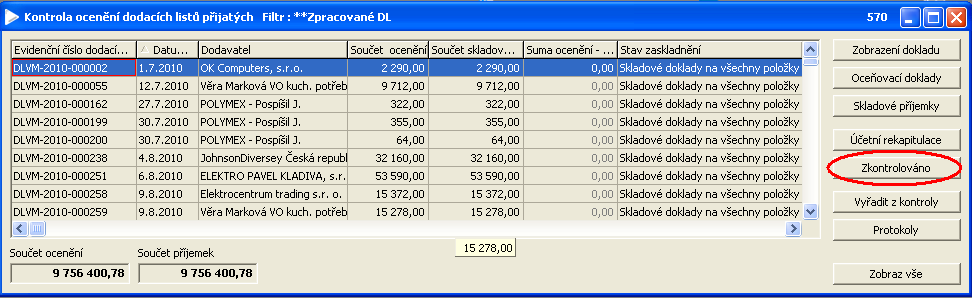 Kontrola ocenění dodacích listů přijatých Filtr : **Zpracované DL 570
Evidenční číslo dodací... Datu... Dodavatel Součet ocenění Součet skladov... Suma ocenění - ... Stav zaskladnění
DLVM-2010-000002 1.7.2010 OK Computers, s.r.o. 2 290,00 2 290,00 0,00 Skladové doklady na všechny položky
DLVM-2010-000055 12.7.2010 Věra Marková VO kuch. potřeb 9 712,00 9 712,00 0,00 Skladové doklady na všechny položky
DLVM-2010-000162 27.7.2010 POLYMEX - Pospíšil J. 322,00 322,00 0,00 Skladové doklady na všechny položky
DLVM-2010-000199 30.7.2010 POLYMEX - Pospíšil J. 355,00 355,00 0,00 Skladové doklady na všechny položky
DLVM-2010-000200 30.7.2010 POLYMEX - Pospíšil J. 64,00 64,00 0,00 Skladové doklady na všechny položky
DLVM-2010-000238 4.8.2010 JohnsonDiversey Česká republ 32 160,00 32 160,00 0,00 Skladové doklady na všechny položky
DLVM-2010-000251 6.8.2010 ELEKTRO PAVEL KLADIVA, s.r. 53 590,00 53 590,00 0,00 Skladové doklady na všechny položky
DLVM-2010-000258 9.8.2010 Elektrocentrum trading s.r. o. 15 372,00 15 372,00 0,00 Skladové doklady na všechny položky
DLVM-2010-000259 9.8.2010 Věra Marková VO kuch. potřeb 15 278,00 15 278,00 0,00 Skladové doklady na všechny položky
15 278,00
Součet ocenění Součet příjemek
9 756 400,78 9 756 400,78
Zobrazení dokladu
Oceňovací doklady
Skladové příjemky
Účetní rekapitulace
Zkontrolováno
Vyřadit z kontroly
Protokoly
Zobraz vše